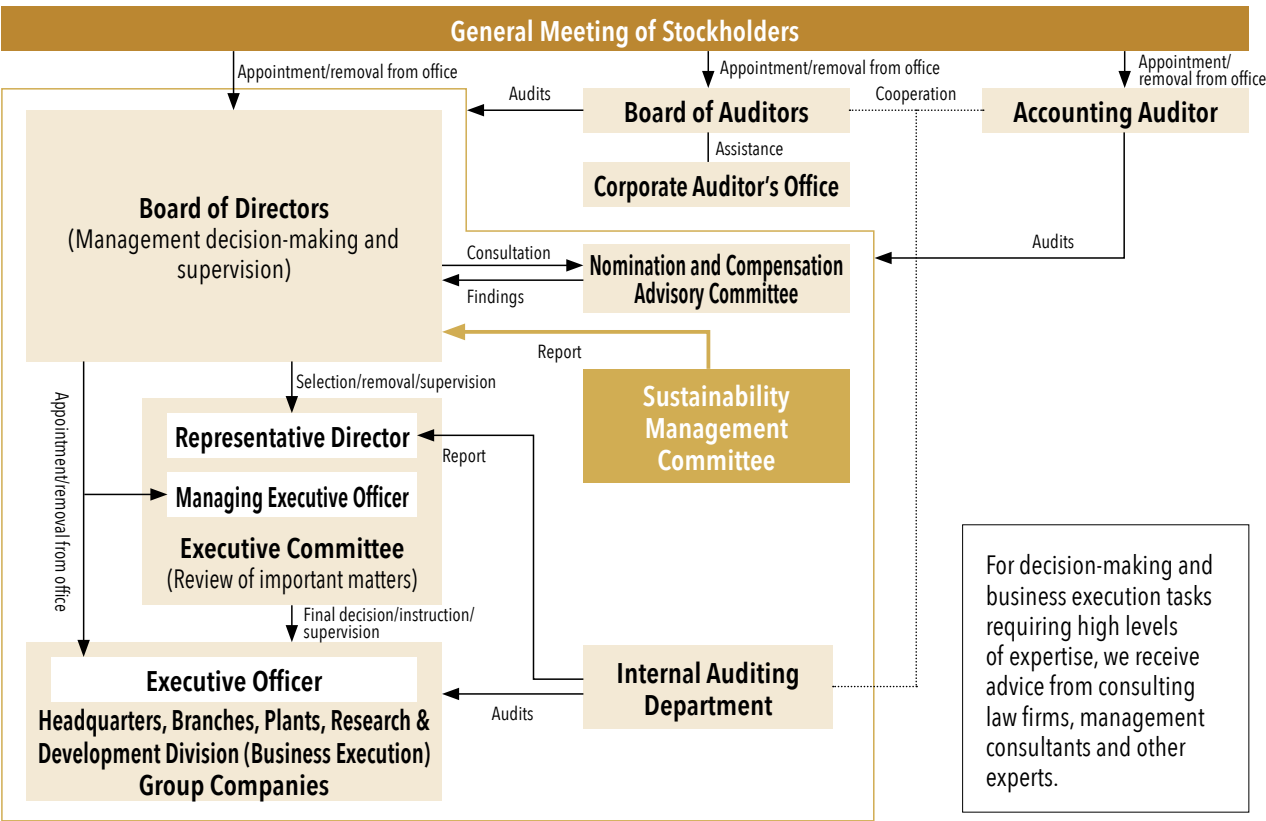 General Meeting of Stockholders
Appointment/removal from office
Appointment/removal from office
Appointment/
removal from office
Audits
Board of Auditors
Cooperation
Accounting Auditor
Assistance
Corporate Auditor’s Office
Board of Directors
(Management decision-making and
supervision)
Consultation
Findings
Nomination and Compensation
Advisory Committee
Audits
Report
Sustainability
Management
Committee
Selection/removal/supervision
Appointment/removal from office
Representative Director
Report
Managing Executive Officer
Executive Committee
(Review of important matters)
Final decision/instruction/
supervision
Executive Officer
Headquarters, Branches, Plants, Research &
Development Division (Business Execution)
Group Companies
Audits
Internal Auditing
Department
For decision-making and
business execution tasks
requiring high levels
of expertise, we receive
advice from consulting
law firms, management
consultants and other
experts.